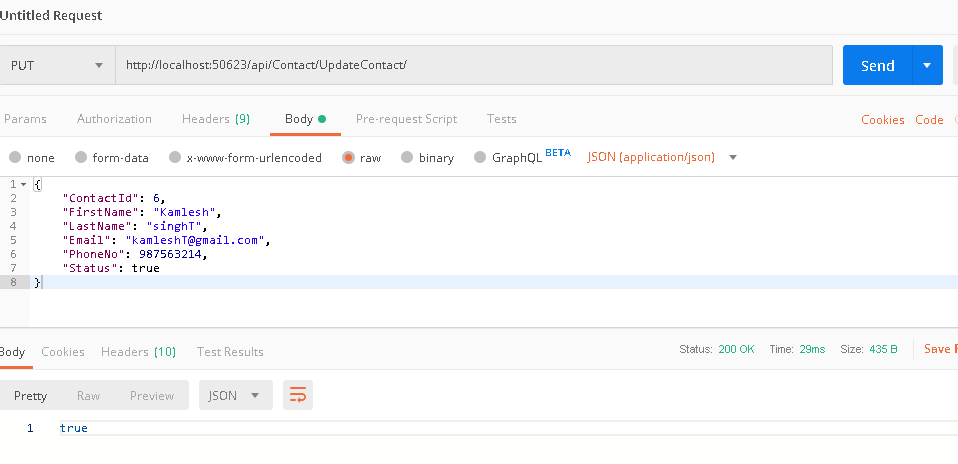 Untitled Request
PUT http://localhost:50623/api/Contact/UpdateContact/ Send
Params Authorization Headers (9) Body Pre-request Script Tests Cookies Code
none form-data x-www-form-urlencoded raw binary GraphQL BETA JSON (application/json)
1 {
2 "ContactId": 6,
3 "FirstName": "Kamlesh",
4 "LastName": "singhT",
5 "Email": "kamleshT@gmail.com",
6 "PhoneNo": 987563214,
7 "Status": true
8 }
Body Cookies Headers (10) Test Results Status: 200 OK Time: 29ms Size: 435 B Save
Pretty Raw Preview JSON
1 true